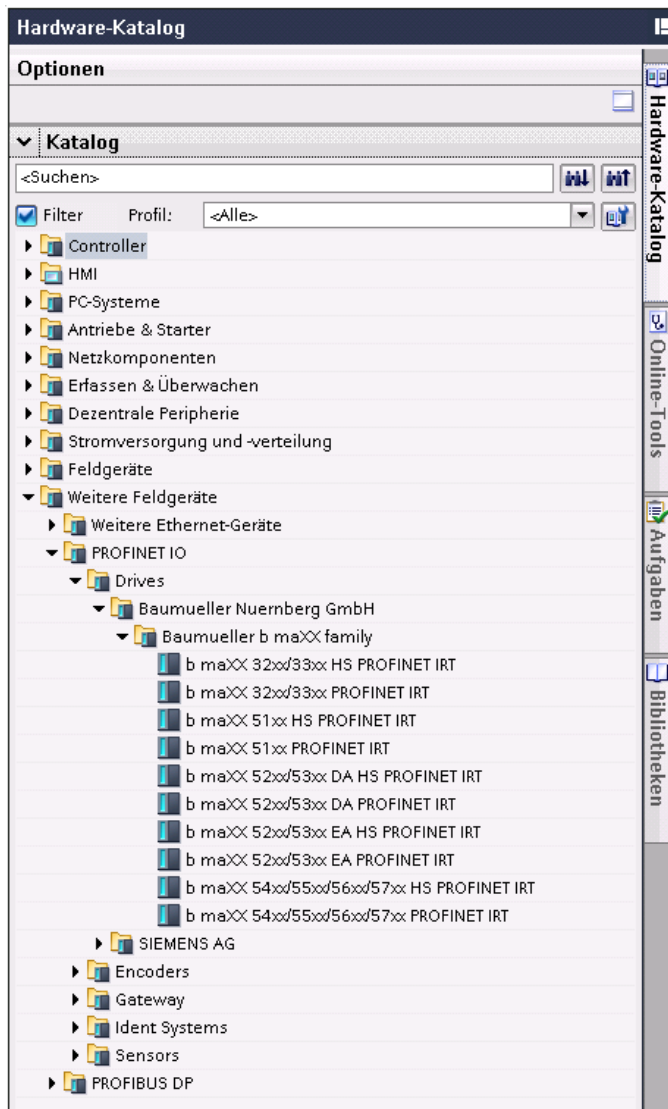 Hardware-Katalog
Optionen
Katalog
<Suchen>
Filter Profil: <Alle>
Controller
HMI
PC-Systeme
Antriebe & Starter
Netzkomponenten
Erfassen & Überwachen
Dezentrale Peripherie
Stromversorgung und -verteilung
Feldgeräte
Weitere Feldgeräte
Weitere Ethernet-Geräte
PROFINET IO
Drives
Baumueller Nuernberg GmbH
Baumueller b maXX family
b maXX 32xx/33xx HS PROFINET IRT
b maXX 32xx/33xx PROFINET IRT
b maXX 51xx HS PROFINET IRT
b maXX 51xx PROFINET IRT
b maXX 52xx/53xx DA HS PROFINET IRT
b maXX 52xx/53xx DA PROFINET IRT
b maXX 52xx/53xx EA HS PROFINET IRT
b maXX 52xx/53xx EA PROFINET IRT
b maXX 54xx/55xx/56xx/57xx HS PROFINET IRT
b maXX 54xx/55xx/56xx/57xx PROFINET IRT
SIEMENS AG
Encoders
Gateway
Ident Systems
Sensors
PROFIBUS DP
Hardware-Katalog
Online-Tools
Aufgaben
Bibliotheken